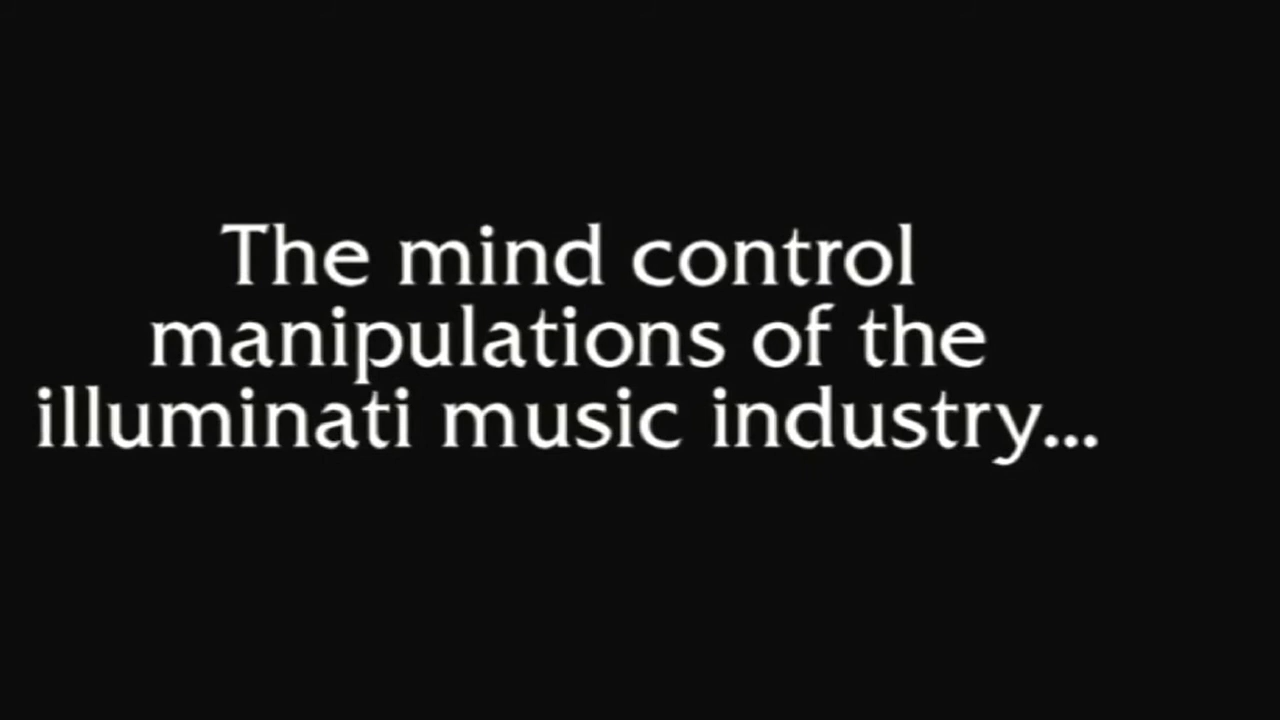 The mind control
manipulations of the
illuminati music industry...